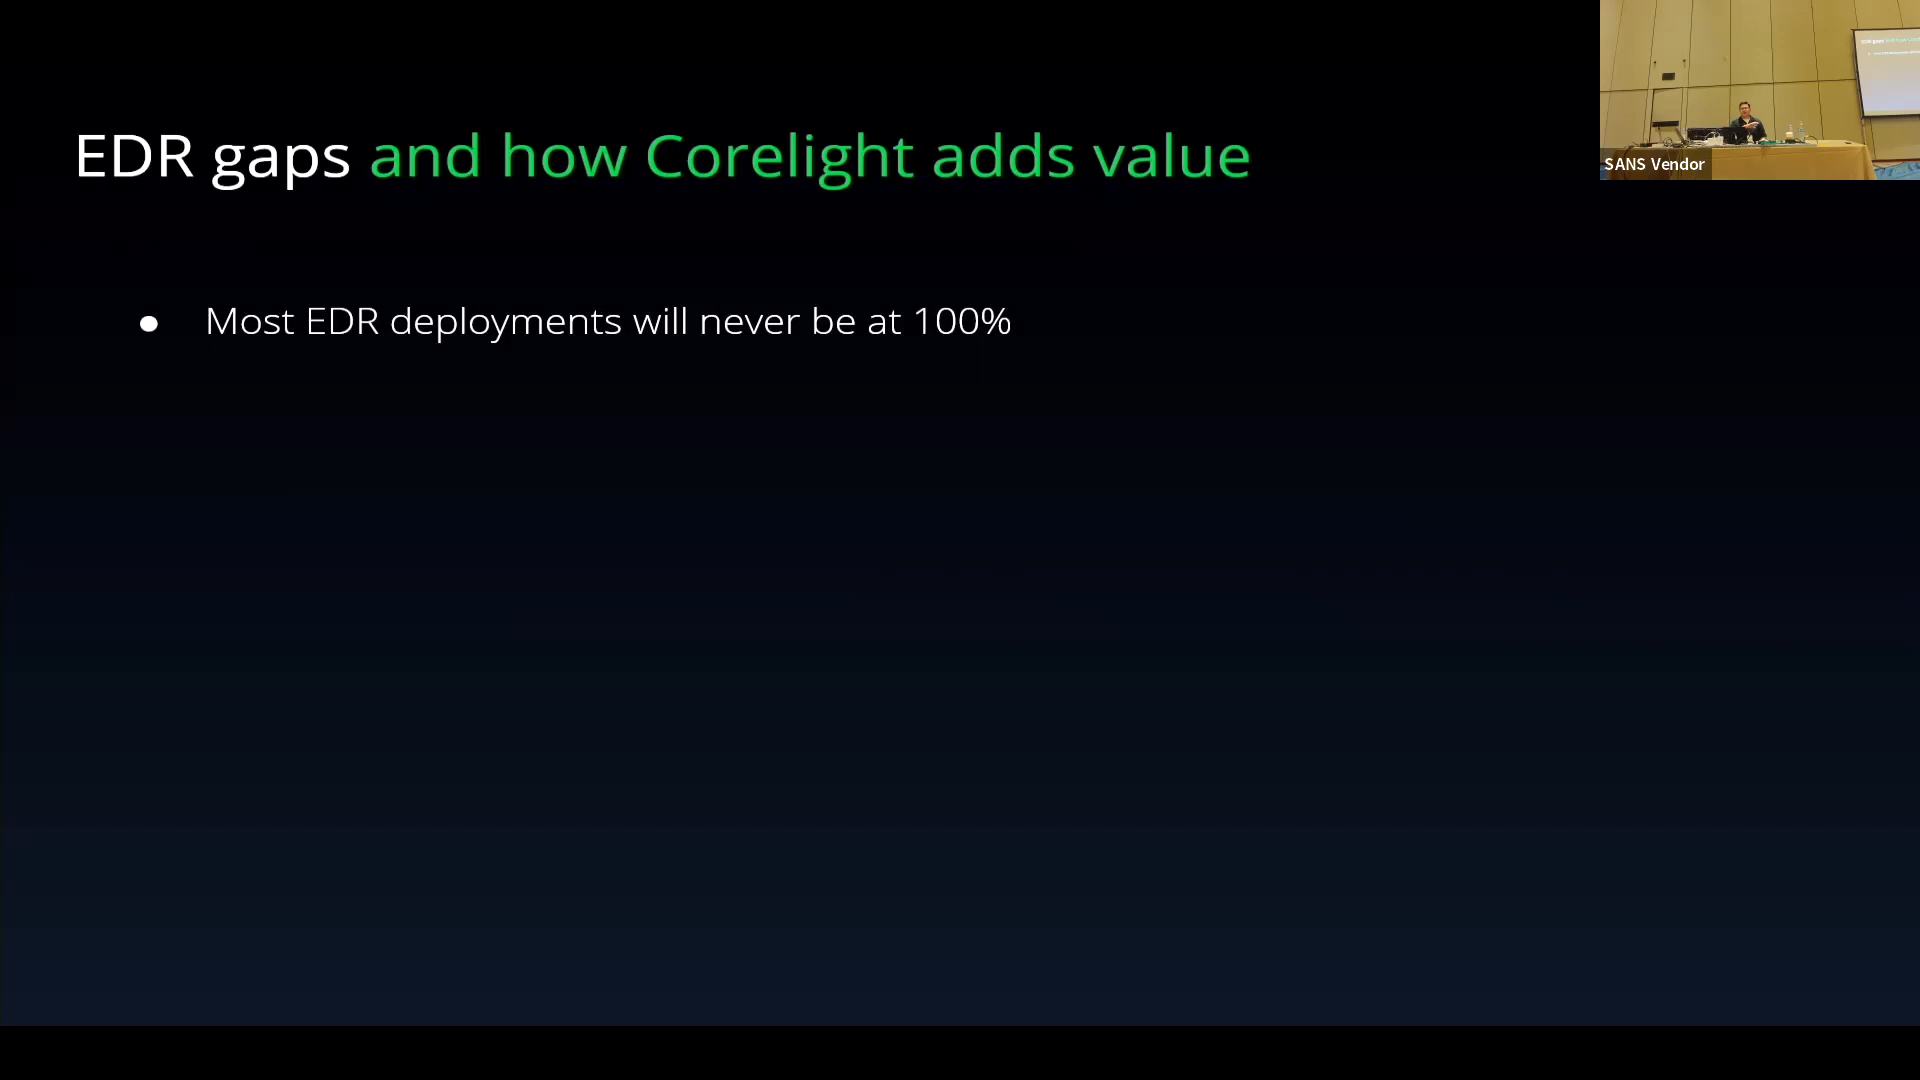 EDR gaps and how Corelight adds value
SANS Vendor
● Most EDR deployments will never be at 100%